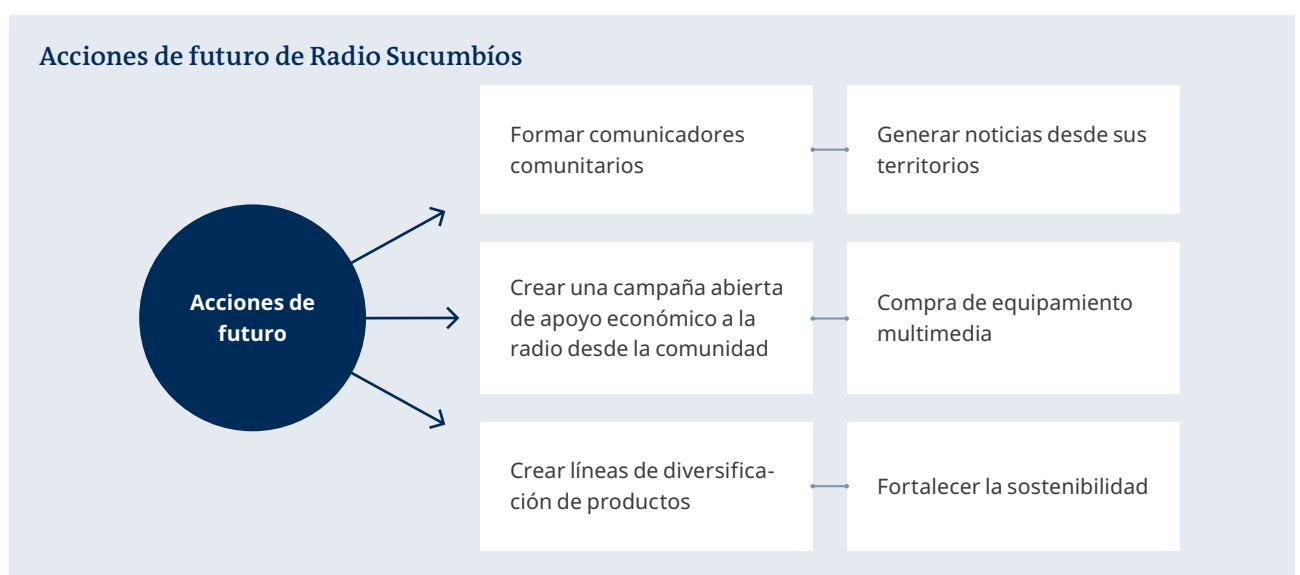 Acciones de futuro de Radio Sucumbíos
Acciones de
futuro
Formar comunicadores
comunitarios
Generar noticias desde sus
territorios
Crear una campaña abierta
de apoyo económico a la
radio desde la comunidad
Compra de equipamiento
multimedia
Crear líneas de diversifica-
ción de productos
Fortalecer la sostenibilidad